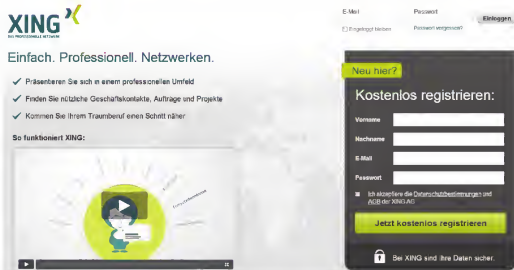 XING
DAS PROFESSIONELLE NETZWERK
E-Mail
Passwort
Einloggen
Eingeloggt bleiben
Passwort vergessen?
Einfach. Professionell. Netzwerken.
Präsentieren Sie sich in einem professionellen Umfeld
Finden Sie nützliche Geschäftskontakte, Aufträge und Projekte
Kommen Sie Ihrem Traumberuf einen Schritt näher
So funktioniert XING:
Neu hier?
Kostenlos registrieren:
Vorname
Nachname
E-Mail
Passwort
Ich akzeptiere die Datenschutzbestimmungen und
AGB der XING AG
Jetzt kostenlos registrieren
Bei XING sind Ihre Daten sicher.